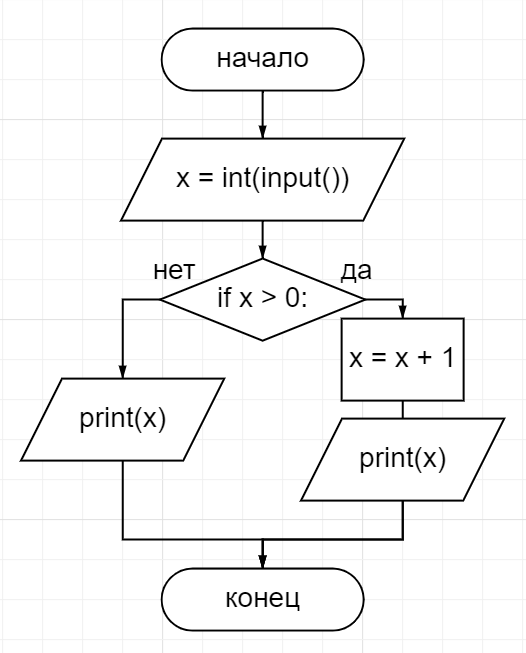 начало
x = int(input())
нет
да
if x > 0:
x = x + 1
print(x)
print(x)
конец